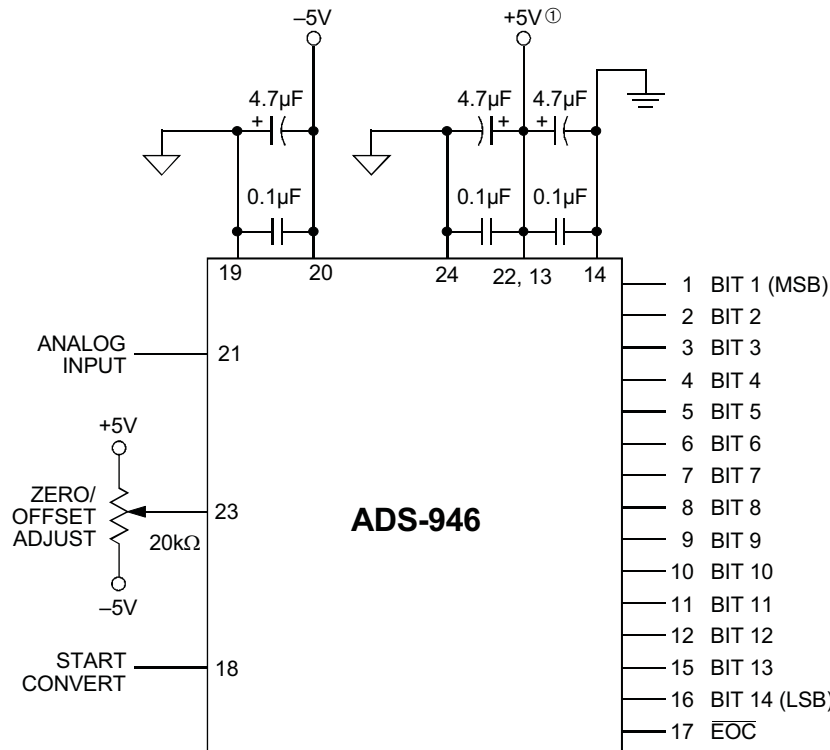 –5V
+5V ①
4.7µF
4.7µF
4.7µF
+
+
+
0.1µF
0.1µF
0.1µF
19
20
24
22, 13
14
ANALOG
INPUT
21
+5V
ZERO/
OFFSET
ADJUST
23
20kΩ
–5V
START
CONVERT
18
ADS-946
1 BIT 1 (MSB)
2 BIT 2
3 BIT 3
4 BIT 4
5 BIT 5
6 BIT 6
7 BIT 7
8 BIT 8
9 BIT 9
10 BIT 10
11 BIT 11
12 BIT 12
15 BIT 13
16 BIT 14 (LSB)
17 EOC